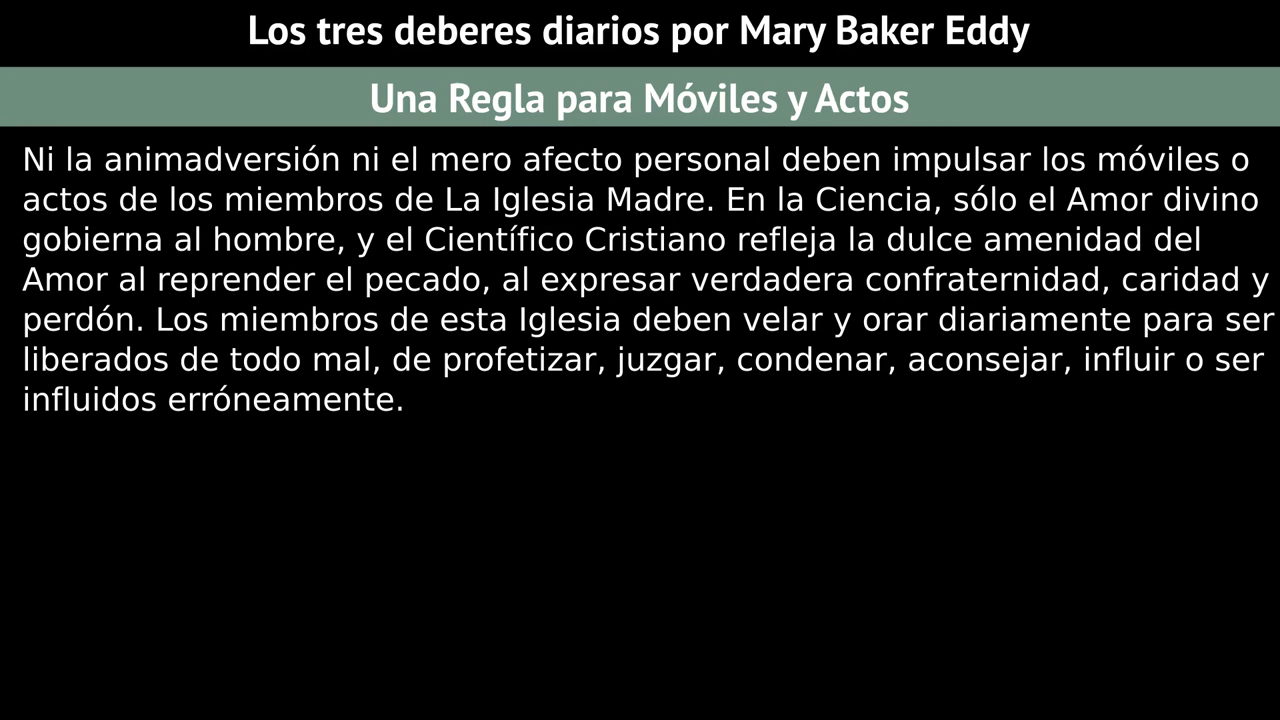 Los tres deberes diarios por Mary Baker Eddy
Una Regla para Móviles y Actos
Ni la animadversión ni el mero afecto personal deben impulsar los móviles o
actos de los miembros de La Iglesia Madre. En la Ciencia, sólo el Amor divino
gobierna al hombre, y el Científico Cristiano refleja la dulce amenidad del
Amor al reprender el pecado, al expresar verdadera confraternidad, caridad y
perdón. Los miembros de esta Iglesia deben velar y orar diariamente para ser
liberados de todo mal, de profetizar, juzgar, condenar, aconsejar, influir o ser
influidos erróneamente.